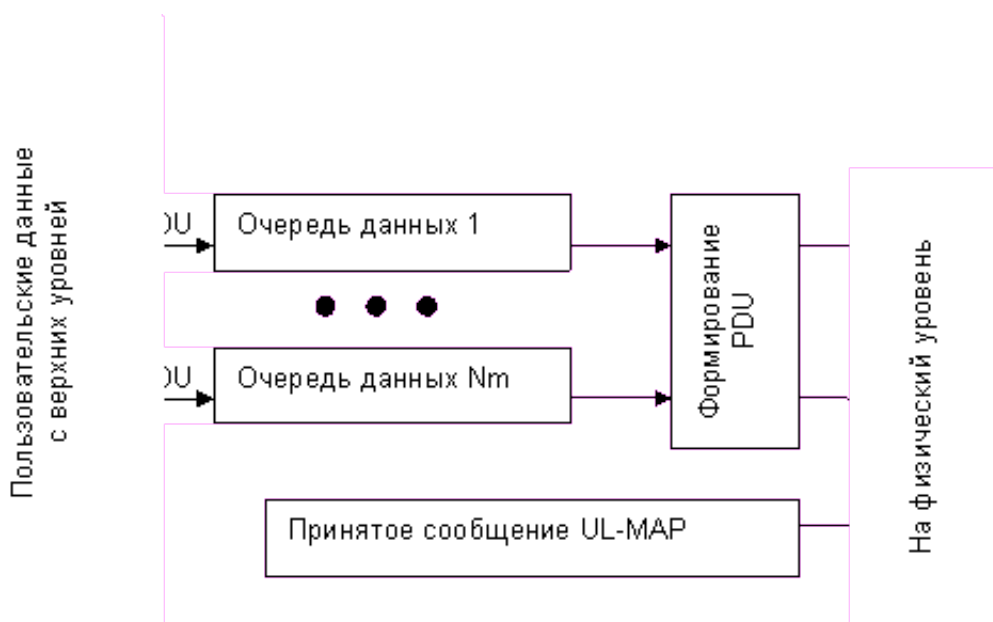 Пользовательские данные
с верхних уровней
DU
Очередь данных 1
DU
Очередь данных Nm
Формирование
PDU
Принятое сообщение UL-MAP
На физический уровень